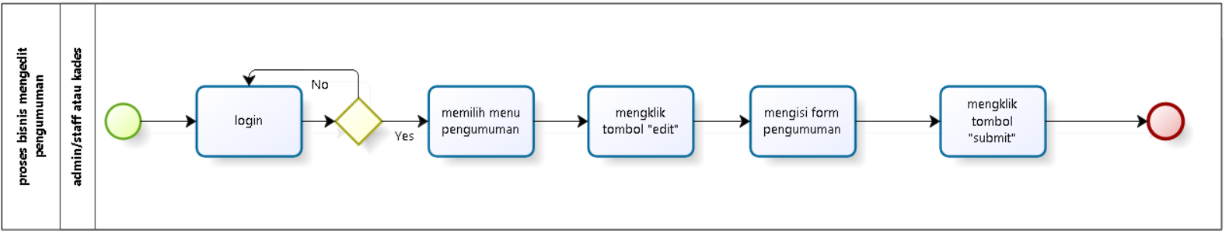 proses bisnis mengedit
pengumuman
admin/staff atau kades
login
No
Yes
memilih menu
pengumuman
mengklik
tombol "edit"
mengisi form
pengumuman
mengklik
tombol
"submit"